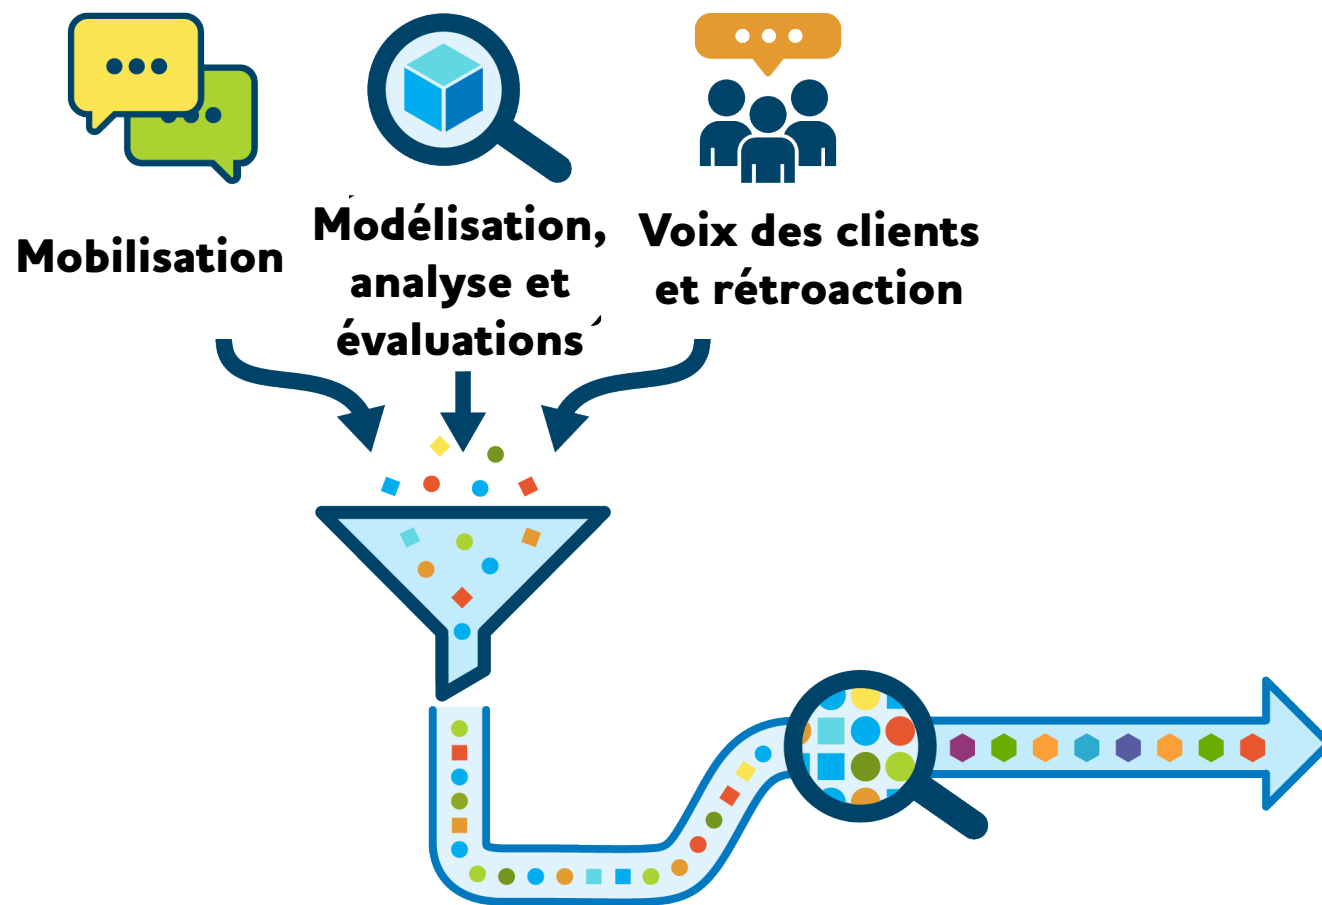 Mobilisation
Modélisation,
analyse et
évaluations
Voix des clients
et rétroaction